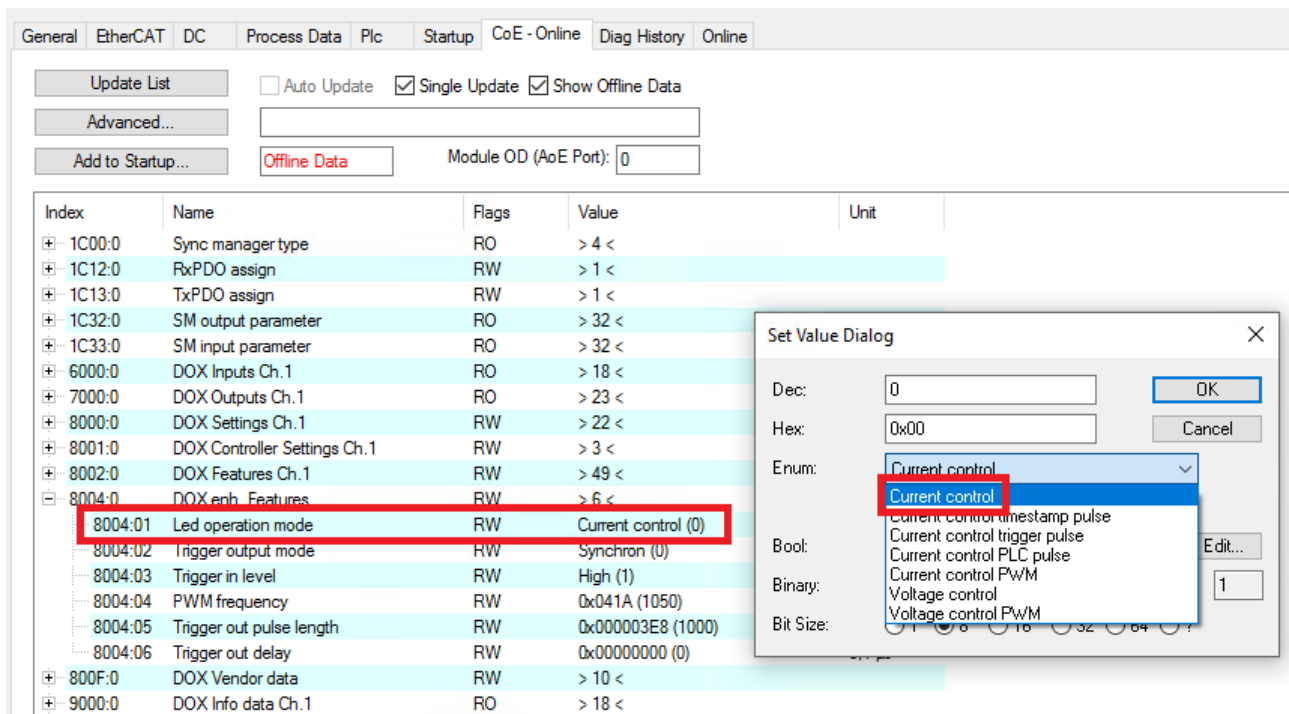 General EtherCAT DC Process Data Plc Startup CoE - Online Diag History Online
Update List Auto Update Single Update Show Offline Data
Advanced...
Add to Startup... Offline Data Module OD (AoE Port): 0
Index Name Flags Value Unit
1C00:0 Sync manager type RO > 4 <
1C12:0 RxPDO assign RW > 1 <
1C13:0 TxPDO assign RW > 1 <
1C32:0 SM output parameter RO > 32 <
1C33:0 SM input parameter RO > 32 <
6000:0 DOX Inputs Ch.1 RO > 18 <
7000:0 DOX Outputs Ch.1 RO > 23 <
8000:0 DOX Settings Ch.1 RW > 22 <
8001:0 DOX Controller Settings Ch.1 RW > 3 <
8002:0 DOX Features Ch.1 RW > 49 <
8004:0 DOX enh. Features RW > 6 <
8004:01 Led operation mode RW Current control (0)
8004:02 Trigger output mode RW Synchron (0)
8004:03 Trigger in level RW High (1)
8004:04 PWM frequency RW 0x041A (1050)
8004:05 Trigger out pulse length RW 0x000003E8 (1000)
8004:06 Trigger out delay RW 0x00000000 (0)
800F:0 DOX Vendor data RW > 10 <
9000:0 DOX Info data Ch.1 RO > 18 <
Set Value Dialog
Dec: 0 OK
Hex: 0x00 Cancel
Enum: Current control
Current control
Current control timestamp pulse
Current control trigger pulse
Current control PLC pulse
Current control PWM
Voltage control
Voltage control PWM
Bool: Edit...
Binary: 1
Bit Size: 1 8 16 32 64 ?